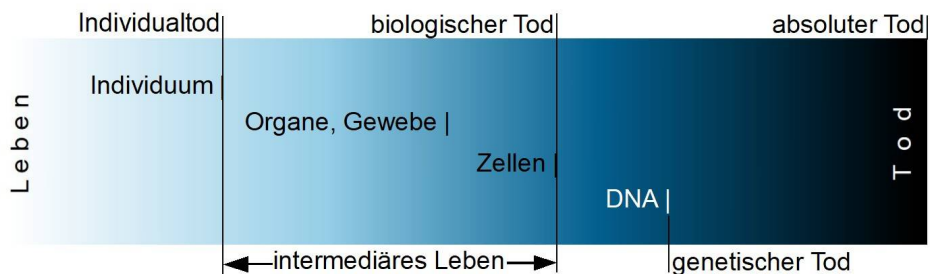 Individualtod
biologischer Tod
absoluter Tod
Leben
Individuum
Organe, Gewebe
Zellen
DNA
Tod
intermediäres Leben
genetischer Tod